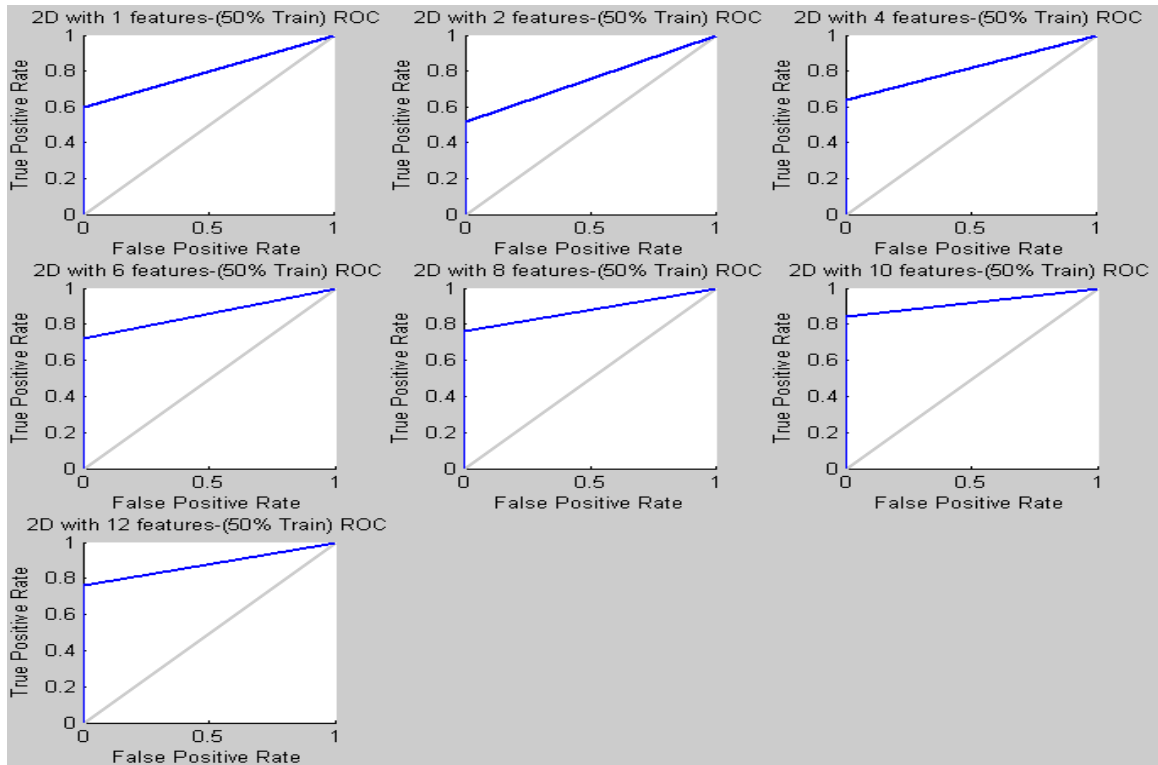 2D with 1 features-(50% Train) ROC
1
0.8
0.6
0.4
0.2
0
True Positive Rate
0 0.5 1
False Positive Rate
2D with 2 features-(50% Train) ROC
1
0.8
0.6
0.4
0.2
0
True Positive Rate
0 0.5 1
False Positive Rate
2D with 4 features-(50% Train) ROC
1
0.8
0.6
0.4
0.2
0
True Positive Rate
0 0.5 1
False Positive Rate
2D with 6 features-(50% Train) ROC
1
0.8
0.6
0.4
0.2
0
True Positive Rate
0 0.5 1
False Positive Rate
2D with 8 features-(50% Train) ROC
1
0.8
0.6
0.4
0.2
0
True Positive Rate
0 0.5 1
False Positive Rate
2D with 10 features-(50% Train) ROC
1
0.8
0.6
0.4
0.2
0
True Positive Rate
0 0.5 1
False Positive Rate
2D with 12 features-(50% Train) ROC
1
0.8
0.6
0.4
0.2
0
True Positive Rate
0 0.5 1
False Positive Rate